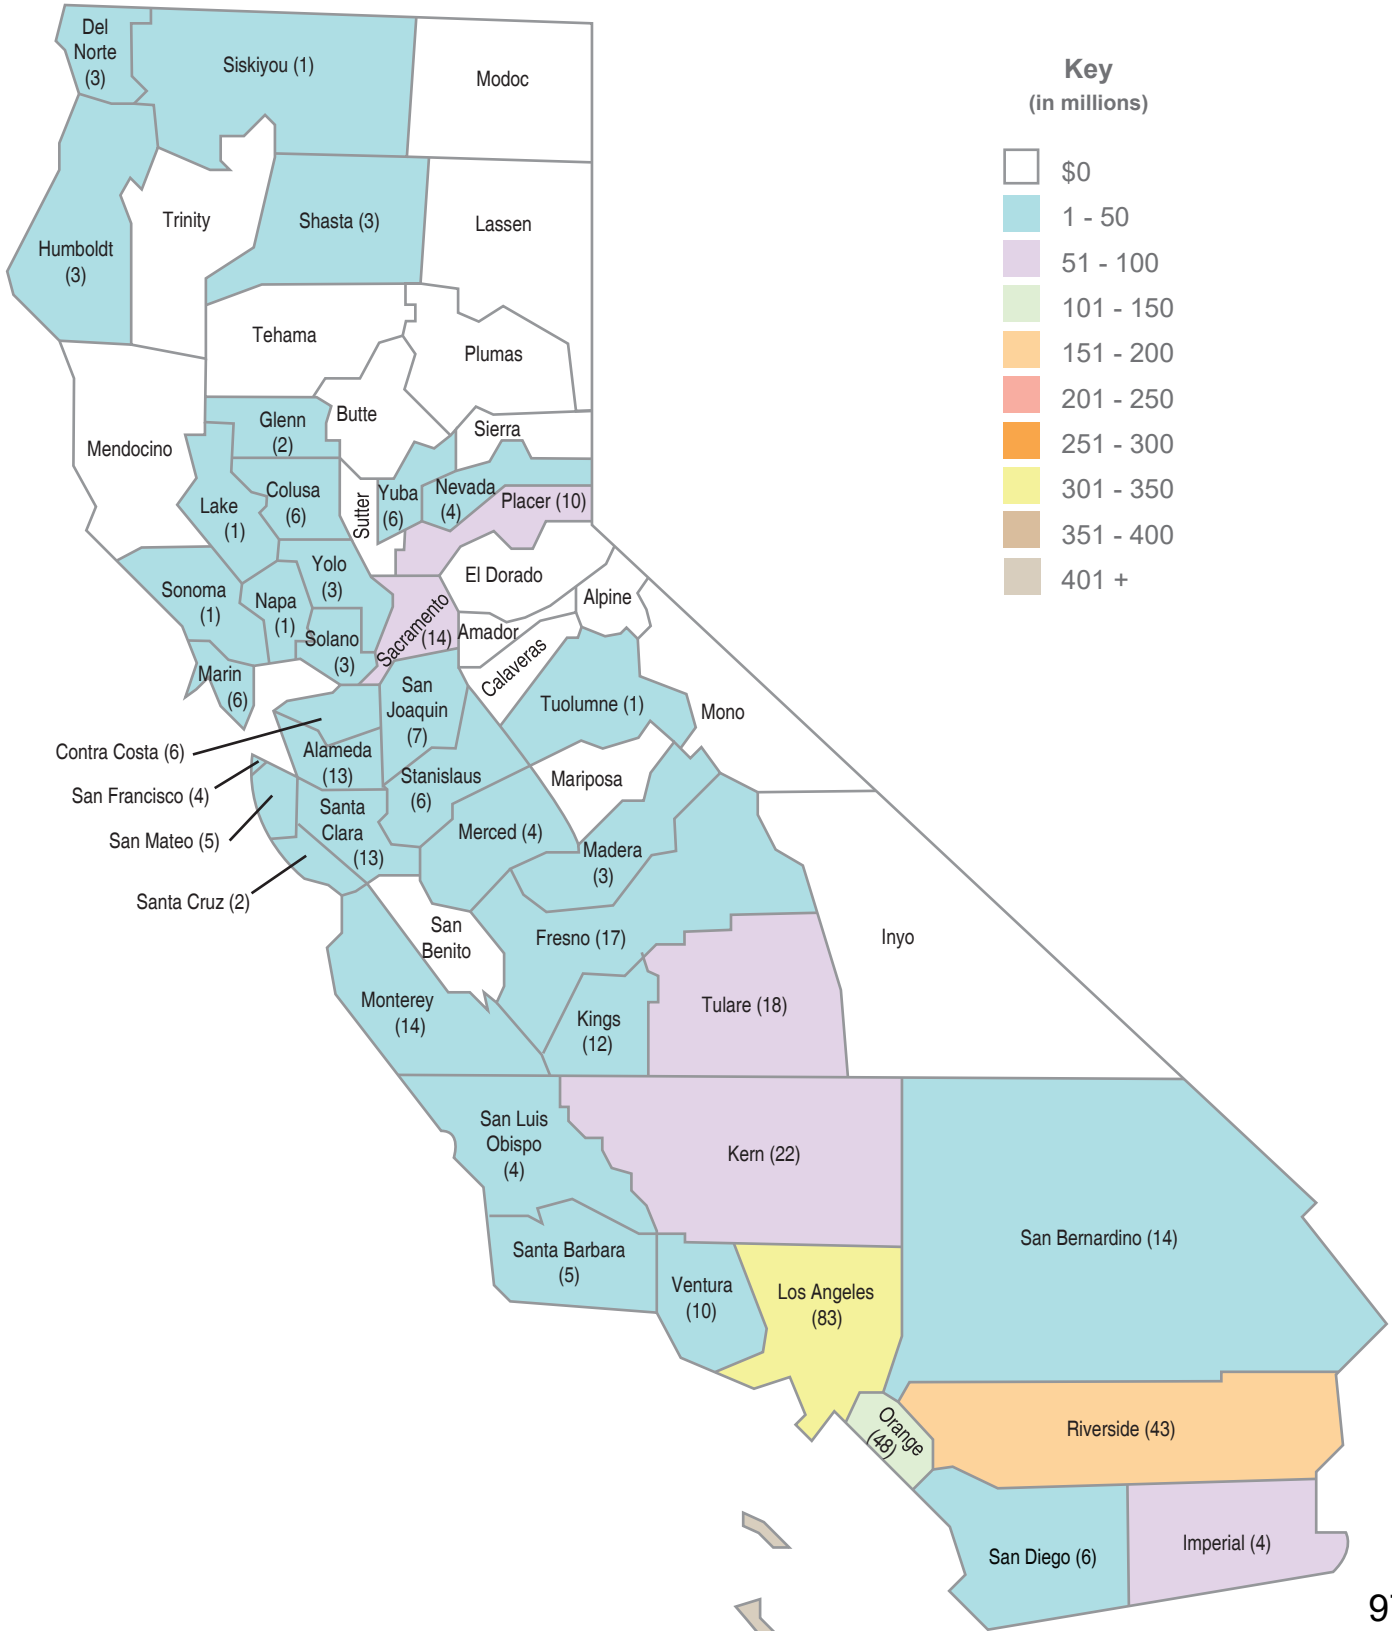 Del
Norte
(3)
Siskiyou (1)
Modoc
Key
(in millions)
$0
1 - 50
51 - 100
101 - 150
151 - 200
201 - 250
251 - 300
301 - 350
351 - 400
401 +
Humboldt
(3)
Trinity
Shasta (3)
Lassen
Tehama
Plumas
Mendocino
Glenn
(2)
Butte
Sierra
Lake
(1)
Colusa
(6)
Sutter
Yuba
(6)
Nevada
(4)
Placer (10)
Sonoma
(1)
Napa
(1)
Yolo
(3)
Solano
(3)
Sacramento
(14)
El Dorado
Amador
Alpine
Calaveras
Marin
(6)
San
Joaquin
(7)
Tuolumne (1)
Mono
Contra Costa (6)
Alameda
(13)
Stanislaus
(6)
Mariposa
San Francisco (4)
San Mateo (5)
Santa
Clara
(13)
Merced (4)
Madera
(3)
Santa Cruz (2)
San
Benito
Fresno (17)
Inyo
Monterey
(14)
Kings
(12)
Tulare (18)
San Luis
Obispo
(4)
Kern (22)
San Bernardino (14)
Santa Barbara
(5)
Ventura
(10)
Los Angeles
(83)
Orange
(48)
Riverside (43)
San Diego (6)
Imperial (4)